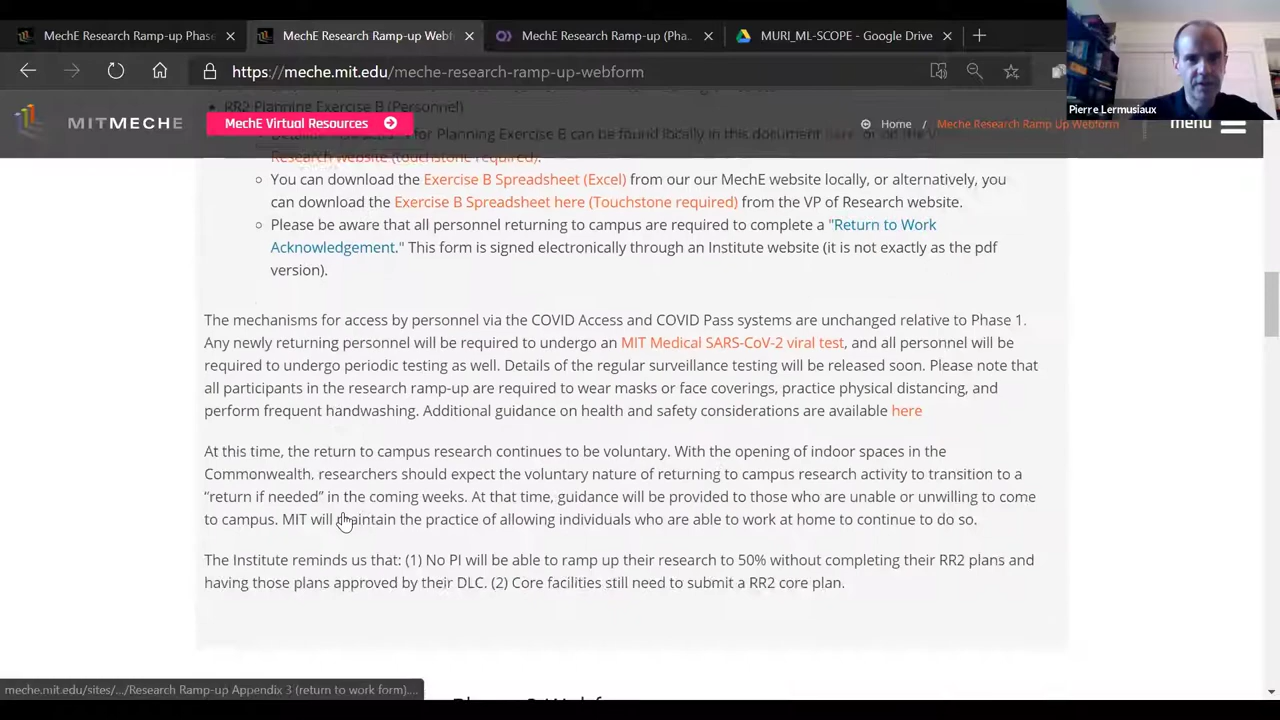 MechE Research Ramp-up Phase
MechE Research Ramp-up Webf
MechE Research Ramp-up (Pha...
MURI_ML-SCOPE - Google Drive
https://meche.mit.edu/meche-research-ramp-up-webform
Pierre Lermusiaux
MITMECHE
MechE Virtual Resources
Home / Meche Research Ramp Up Webform
menu
RR2 Planning Exercise B (Personnel)
for Planning Exercise B can be found locally in this document here or on the
Research website (touchstone required).
You can download the Exercise B Spreadsheet (Excel) from our our MechE website locally, or alternatively, you
can download the Exercise B Spreadsheet here (Touchstone required) from the VP of Research website.
Please be aware that all personnel returning to campus are required to complete a "Return to Work
Acknowledgement." This form is signed electronically through an Institute website (it is not exactly as the pdf
version).
The mechanisms for access by personnel via the COVID Access and COVID Pass systems are unchanged relative to Phase 1.
Any newly returning personnel will be required to undergo an MIT Medical SARS-CoV-2 viral test, and all personnel will be
required to undergo periodic testing as well. Details of the regular surveillance testing will be released soon. Please note that
all participants in the research ramp-up are required to wear masks or face coverings, practice physical distancing, and
perform frequent handwashing. Additional guidance on health and safety considerations are available here
At this time, the return to campus research continues to be voluntary. With the opening of indoor spaces in the
Commonwealth, researchers should expect the voluntary nature of returning to campus research activity to transition to a
“return if needed” in the coming weeks. At that time, guidance will be provided to those who are unable or unwilling to come
to campus. MIT will maintain the practice of allowing individuals who are able to work at home to continue to do so.
The Institute reminds us that: (1) No PI will be able to ramp up their research to 50% without completing their RR2 plans and
having those plans approved by their DLC. (2) Core facilities still need to submit a RR2 core plan.
meche.mit.edu/sites/.../Research Ramp-up Appendix 3 (return to work form)....